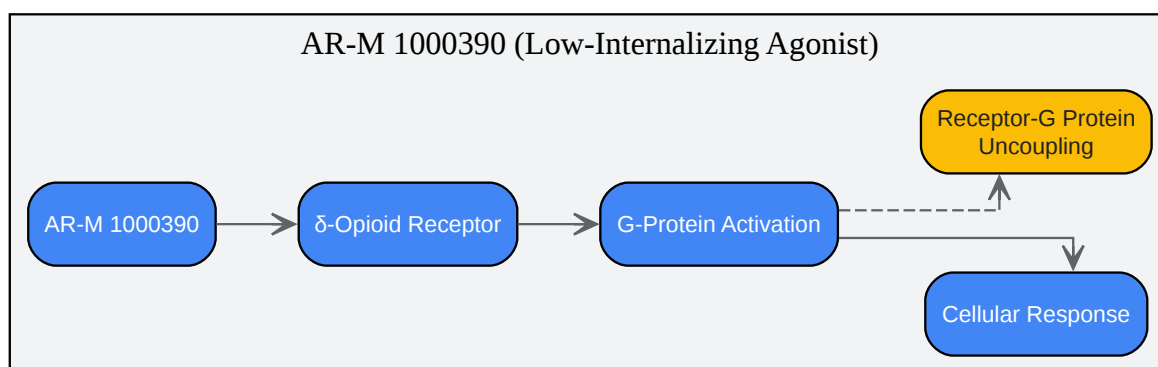 AR-M 1000390 (Low-Internalizing Agonist)
Receptor-G Protein
Uncoupling
AR-M 1000390
δ-Opioid Receptor
G-Protein Activation
Cellular Response